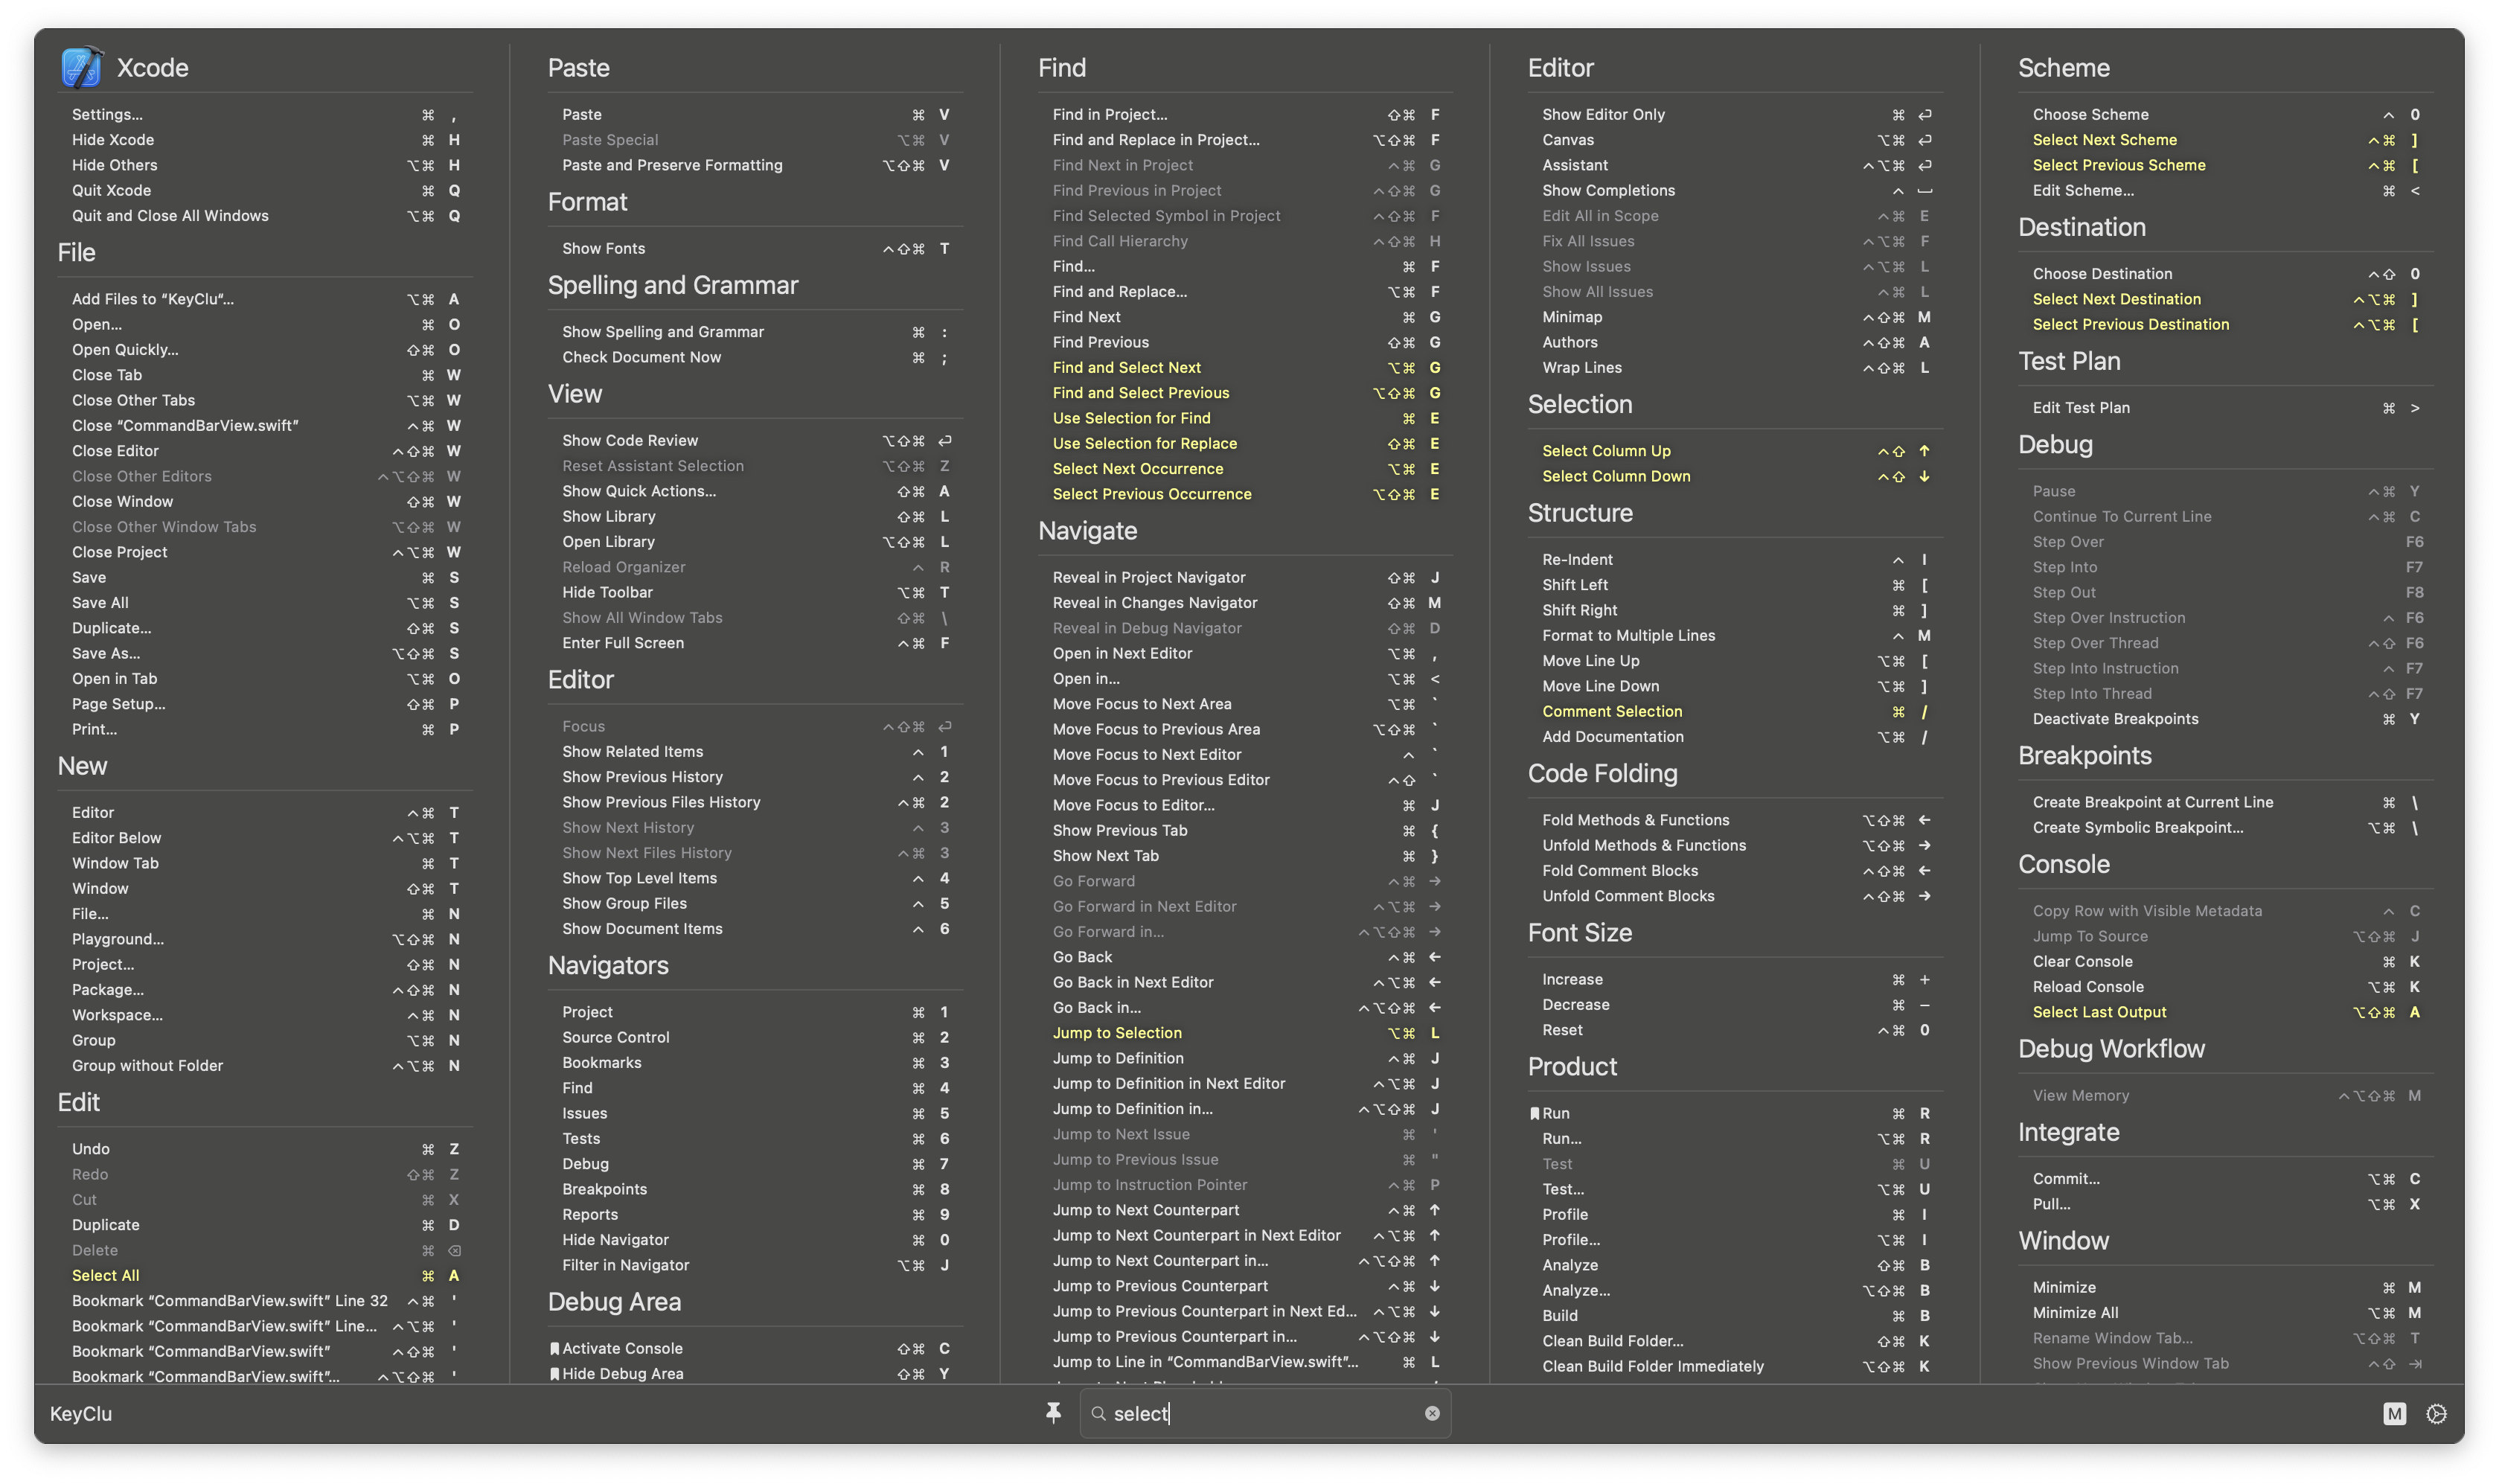 Xcode
Settings... ⌘ ,
Hide Xcode ⌘ H
Hide Others ⌥⌘ H
Quit Xcode ⌘ Q
Quit and Close All Windows ⌥⌘ Q
File
Add Files to “KeyClu“... ⌥⌘ A
Open... ⌘ O
Open Quickly... ⇧⌘ O
Close Tab ⌘ W
Close Other Tabs ⌥⌘ W
Close “CommandBarView.swift” ^⌘ W
Close Editor ^⇧⌘ W
Close Other Editors ^⌥⇧⌘ W
Close Window ⇧⌘ W
Close Other Window Tabs ⌥⇧⌘ W
Close Project ^⌥⌘ W
Save ⌘ S
Save All ⌥⌘ S
Duplicate... ⇧⌘ S
Save As... ⌥⇧⌘ S
Open in Tab ⌥⌘ O
Page Setup... ⇧⌘ P
Print... ⌘ P
New
Editor ^⌘ T
Editor Below ^⌥⌘ T
Window Tab ⌘ T
Window ⇧⌘ T
File... ⌘ N
Playground... ⌥⇧⌘ N
Project... ⇧⌘ N
Package... ^⇧⌘ N
Workspace... ^⌘ N
Group ⌥⌘ N
Group without Folder ^⌥⌘ N
Edit
Undo ⌘ Z
Redo ⇧⌘ Z
Cut ⌘ X
Duplicate ⌘ D
Delete ⌘ ⌫
Select All ⌘ A
Bookmark “CommandBarView.swift” Line 32 ^⌘ '
Bookmark “CommandBarView.swift” Line... ^⌥⌘ '
Bookmark “CommandBarView.swift” ^⇧⌘ '
Bookmark “CommandBarView.swift”... ^⌥⇧⌘ '
Paste
Paste ⌘ V
Paste Special ⌥⌘ V
Paste and Preserve Formatting ⌥⇧⌘ V
Format
Show Fonts ^⇧⌘ T
Spelling and Grammar
Show Spelling and Grammar ⌘ :
Check Document Now ⌘ ;
View
Show Code Review ⌥⇧⌘ ↩
Reset Assistant Selection ⌥⇧⌘ Z
Show Quick Actions... ⇧⌘ A
Show Library ⇧⌘ L
Open Library ⌥⇧⌘ L
Reload Organizer ^ R
Hide Toolbar ⌥⌘ T
Show All Window Tabs ⇧⌘ \
Enter Full Screen ^⌘ F
Editor
Focus ^⇧⌘ ↩
Show Related Items ^ 1
Show Previous History ^ 2
Show Previous Files History ^⌘ 2
Show Next History ^ 3
Show Next Files History ^⌘ 3
Show Top Level Items ^ 4
Show Group Files ^ 5
Show Document Items ^ 6
Navigators
Project ⌘ 1
Source Control ⌘ 2
Bookmarks ⌘ 3
Find ⌘ 4
Issues ⌘ 5
Tests ⌘ 6
Debug ⌘ 7
Breakpoints ⌘ 8
Reports ⌘ 9
Hide Navigator ⌘ 0
Filter in Navigator ⌥⌘ J
Debug Area
Activate Console ⇧⌘ C
Hide Debug Area ⇧⌘ Y
Find
Find in Project... ⇧⌘ F
Find and Replace in Project... ⌥⇧⌘ F
Find Next in Project ^⌘ G
Find Previous in Project ^⇧⌘ G
Find Selected Symbol in Project ^⇧⌘ F
Find Call Hierarchy ^⇧⌘ H
Find... ⌘ F
Find and Replace... ⌥⌘ F
Find Next ⌘ G
Find Previous ⇧⌘ G
Find and Select Next ⌥⌘ G
Find and Select Previous ⌥⇧⌘ G
Use Selection for Find ⌘ E
Use Selection for Replace ⇧⌘ E
Select Next Occurrence ⌥⌘ E
Select Previous Occurrence ⌥⇧⌘ E
Navigate
Reveal in Project Navigator ⇧⌘ J
Reveal in Changes Navigator ⇧⌘ M
Reveal in Debug Navigator ⇧⌘ D
Open in Next Editor ⌥⌘ ,
Open in... ⌥⌘ <
Move Focus to Next Area ⌥⌘ `
Move Focus to Previous Area ⌥⇧⌘ `
Move Focus to Next Editor ^ `
Move Focus to Previous Editor ^⇧ `
Move Focus to Editor... ⌘ J
Show Previous Tab ⌘ {
Show Next Tab ⌘ }
Go Forward ^⌘ →
Go Forward in Next Editor ^⌥⌘ →
Go Forward in... ^⌥⇧⌘ →
Go Back ^⌘ ←
Go Back in Next Editor ^⌥⌘ ←
Go Back in... ^⌥⇧⌘ ←
Jump to Selection ⌥⌘ L
Jump to Definition ^⌘ J
Jump to Definition in Next Editor ^⌥⌘ J
Jump to Definition in... ^⌥⇧⌘ J
Jump to Next Issue ⌘ '
Jump to Previous Issue ⌘ "
Jump to Instruction Pointer ^⌘ P
Jump to Next Counterpart ^⌘ ↑
Jump to Next Counterpart in Next Editor ^⌥⌘ ↑
Jump to Next Counterpart in... ^⌥⇧⌘ ↑
Jump to Previous Counterpart ^⌘ ↓
Jump to Previous Counterpart in Next Ed... ^⌥⌘ ↓
Jump to Previous Counterpart in... ^⌥⇧⌘ ↓
Jump to Line in “CommandBarView.swift”... ⌘ L
Editor
Show Editor Only ⌘ ↩
Canvas ⌥⌘ ↩
Assistant ^⌥⌘ ↩
Show Completions ^ ⎵
Edit All in Scope ^⌘ E
Fix All Issues ^⌥⌘ F
Show Issues ^⌥⌘ L
Show All Issues ^⌘ L
Minimap ^⇧⌘ M
Authors ^⇧⌘ A
Wrap Lines ^⇧⌘ L
Selection
Select Column Up ^⇧ ↑
Select Column Down ^⇧ ↓
Structure
Re-Indent ^ I
Shift Left ⌘ [
Shift Right ⌘ ]
Format to Multiple Lines ^ M
Move Line Up ⌥⌘ [
Move Line Down ⌥⌘ ]
Comment Selection ⌘ /
Add Documentation ⌥⌘ /
Code Folding
Fold Methods & Functions ⌥⇧⌘ ←
Unfold Methods & Functions ⌥⇧⌘ →
Fold Comment Blocks ^⇧⌘ ←
Unfold Comment Blocks ^⇧⌘ →
Font Size
Increase ⌘ +
Decrease ⌘ −
Reset ^⌘ 0
Product
Run ⌘ R
Run... ⌥⌘ R
Test ⌘ U
Test... ⌥⌘ U
Profile ⌘ I
Profile... ⌥⌘ I
Analyze ⇧⌘ B
Analyze... ⌥⇧⌘ B
Build ⌘ B
Clean Build Folder... ⇧⌘ K
Clean Build Folder Immediately ⌥⇧⌘ K
Scheme
Choose Scheme ^ 0
Select Next Scheme ^⌘ ]
Select Previous Scheme ^⌘ [
Edit Scheme... ⌘ <
Destination
Choose Destination ^⇧ 0
Select Next Destination ^⌥⌘ ]
Select Previous Destination ^⌥⌘ [
Test Plan
Edit Test Plan ⌘ >
Debug
Pause ^⌘ Y
Continue To Current Line ^⌘ C
Step Over F6
Step Into F7
Step Out F8
Step Over Instruction ^ F6
Step Over Thread ^⇧ F6
Step Into Instruction ^ F7
Step Into Thread ^⇧ F7
Deactivate Breakpoints ⌘ Y
Breakpoints
Create Breakpoint at Current Line ⌘ \
Create Symbolic Breakpoint... ⌥⌘ \
Console
Copy Row with Visible Metadata ^ C
Jump To Source ⌥⇧⌘ J
Clear Console ⌘ K
Reload Console ⌥⌘ K
Select Last Output ⌥⇧⌘ A
Debug Workflow
View Memory ^⌥⇧⌘ M
Integrate
Commit... ⌥⌘ C
Pull... ⌥⌘ X
Window
Minimize ⌘ M
Minimize All ⌥⌘ M
Rename Window Tab... ⌥⇧⌘ T
Show Previous Window Tab ^⇧ ⇥
KeyClu
select
M